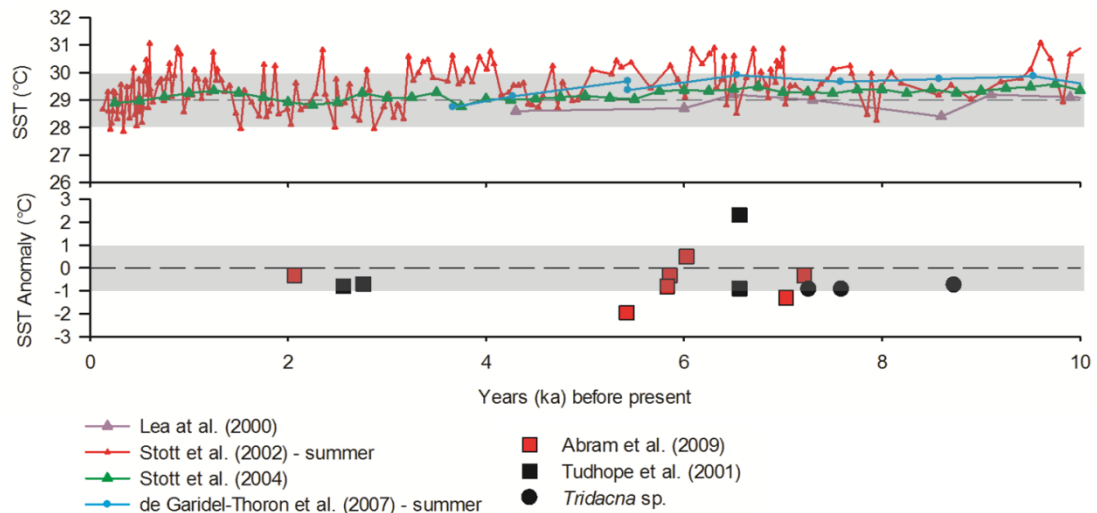 SST (°C)
32
31
30
29
28
27
26
SST Anomaly (°C)
3
2
1
0
-1
-2
-3
0 2 4 6 8 10
Years (ka) before present
Lea at al. (2000)
Stott et al. (2002) - summer
Stott et al. (2004)
de Garidel-Thoron et al. (2007) - summer
Abram et al. (2009)
Tudhope et al. (2001)
Tridacna sp.